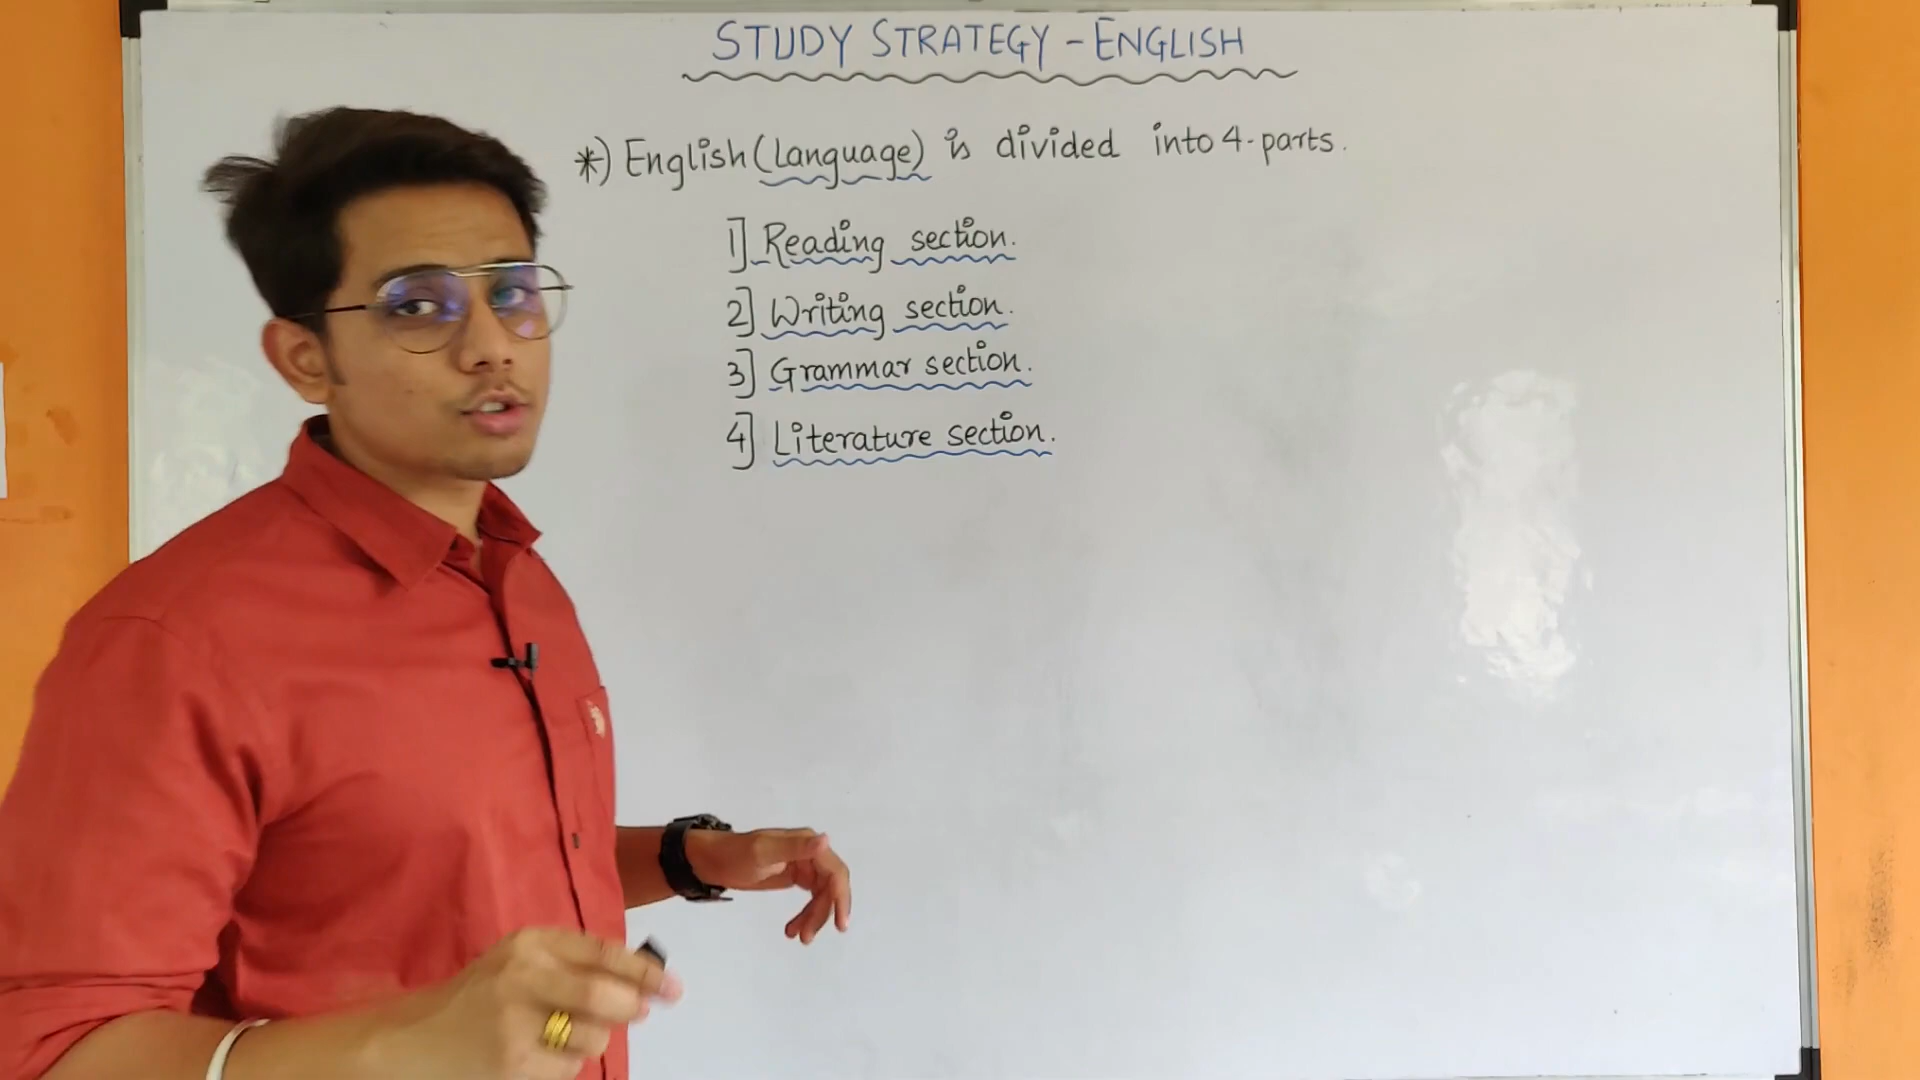 STUDY STRATEGY - ENGLISH
*) English (language) is divided into 4-parts.
1] Reading section.
2] Writing section.
3] Grammar section.
4] Literature section.